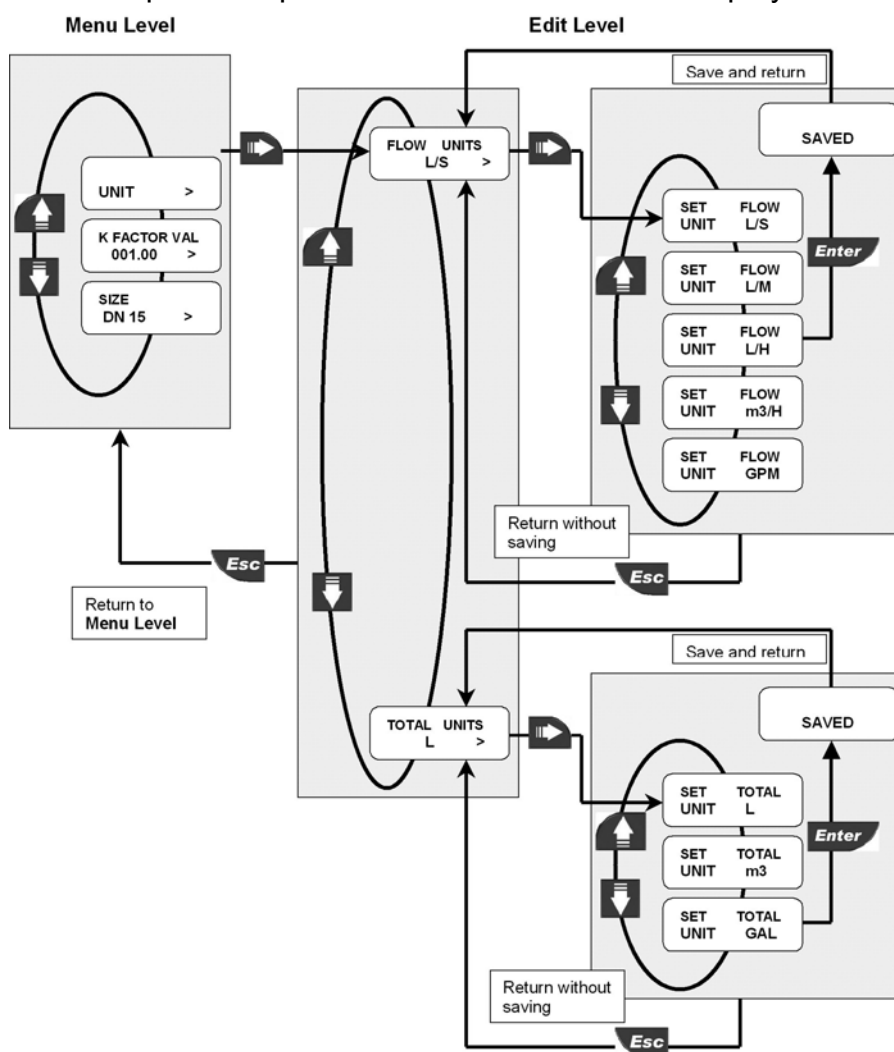 Menu Level
Edit Level
Save and return
SAVED
FLOW UNITS
L/S >
UNIT >
K FACTOR VAL
001.00 >
SIZE
DN 15 >
SET FLOW
UNIT L/S
SET FLOW
UNIT L/M
SET FLOW
UNIT L/H
SET FLOW
UNIT m3/H
SET FLOW
UNIT GPM
Enter
Return without
saving
Esc
Esc
Return to
Menu Level
Save and return
SAVED
TOTAL UNITS
L >
SET TOTAL
UNIT L
SET TOTAL
UNIT m3
SET TOTAL
UNIT GAL
Enter
Return without
saving
Esc